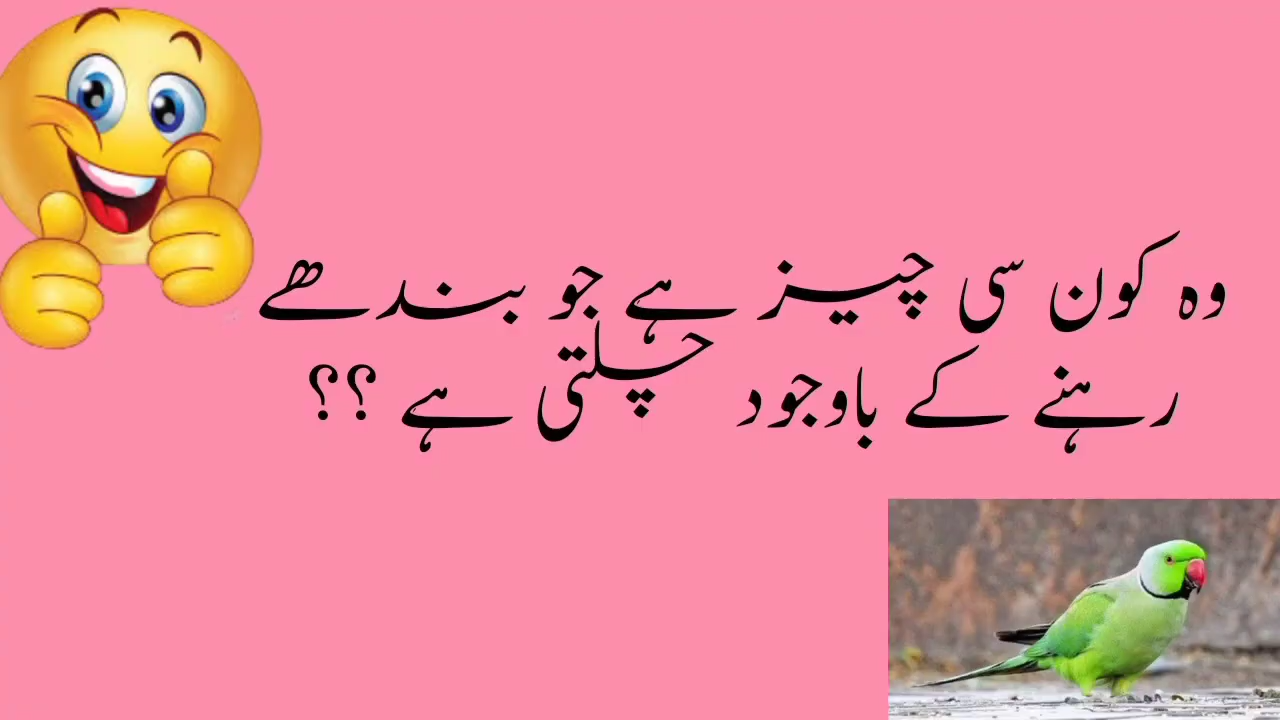 وہ کون سی چیز ہے جو بندھے
رہنے کے باوجود چلتی ہے ؟؟